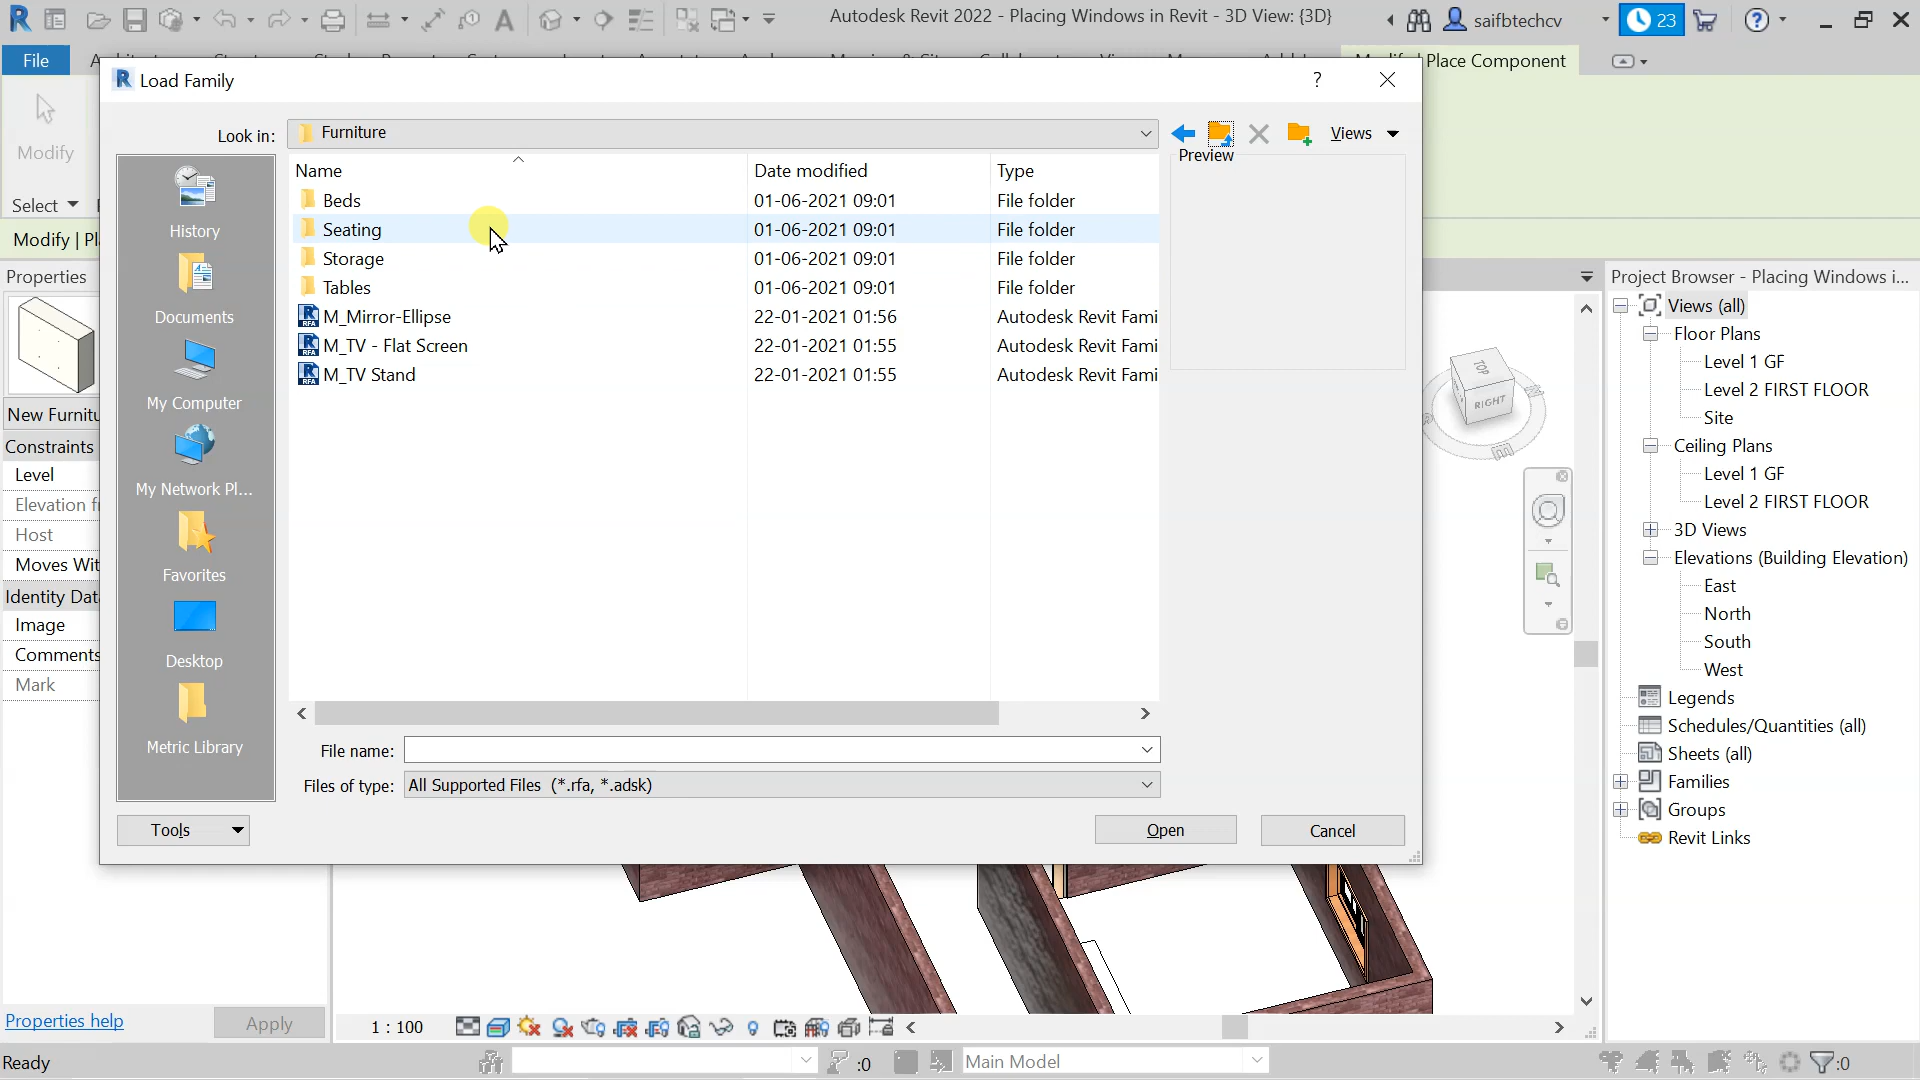 Autodesk Revit 2022 - Placing Windows in Revit - 3D View: {3D}
saifbtechcv
23
File
Place Component
Load Family
Look in:
Furniture
Views
Modify
Select
Modify |
Name
Date modified
Type
Preview
Beds
01-06-2021 09:01
File folder
Seating
01-06-2021 09:01
File folder
Storage
01-06-2021 09:01
File folder
Tables
01-06-2021 09:01
File folder
M_Mirror-Ellipse
22-01-2021 01:56
Autodesk Revit Fami
M_TV - Flat Screen
22-01-2021 01:55
Autodesk Revit Fami
M_TV Stand
22-01-2021 01:55
Autodesk Revit Fami
History
Documents
My Computer
My Network Pl...
Favorites
Desktop
Metric Library
File name:
Files of type:
All Supported Files (*.rfa, *.adsk)
Tools
Open
Cancel
Properties
New Furnitu
Constraints
Level
Elevation f
Host
Moves Wit
Identity Data
Image
Comments
Mark
Properties help
Apply
TOP
RIGHT
Project Browser - Placing Windows i...
Views (all)
Floor Plans
Level 1 GF
Level 2 FIRST FLOOR
Site
Ceiling Plans
Level 1 GF
Level 2 FIRST FLOOR
3D Views
Elevations (Building Elevation)
East
North
South
West
Legends
Schedules/Quantities (all)
Sheets (all)
Families
Groups
Revit Links
1 : 100
Ready
:0
Main Model
:0